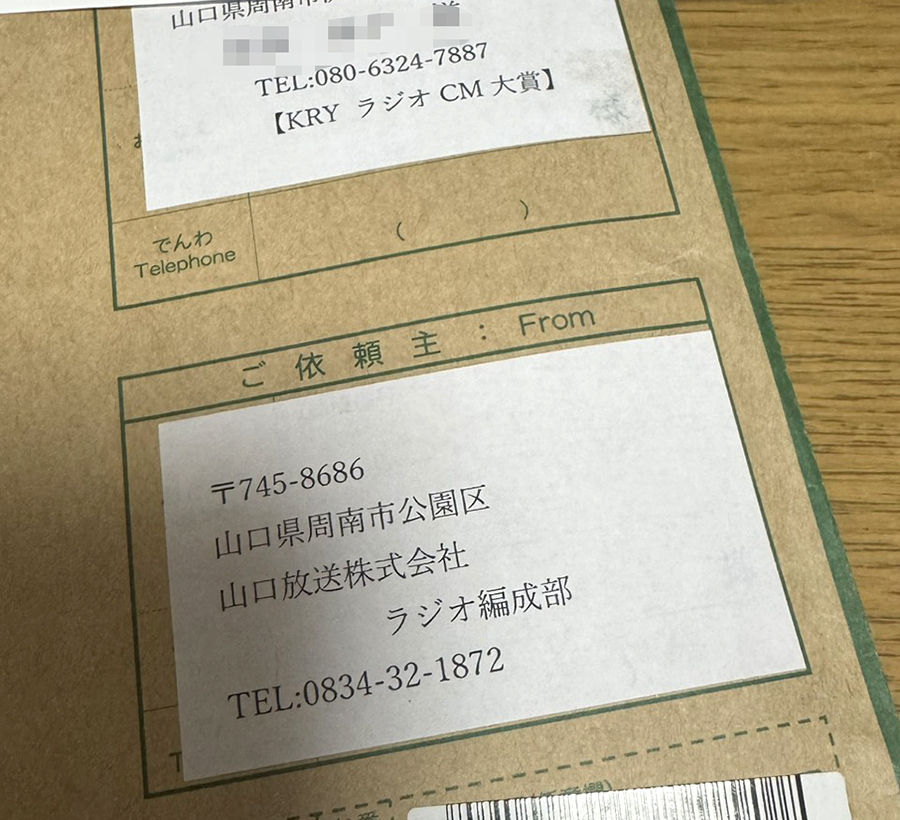 山口県周南市
TEL:080-6324-7887
【KRY ラジオ CM 大賞】
様
でんわ
Telephone
( )
ご依頼主:From
〒745-8686
山口県周南市公園区
山口放送株式会社
ラジオ編成部
TEL:0834-32-1872